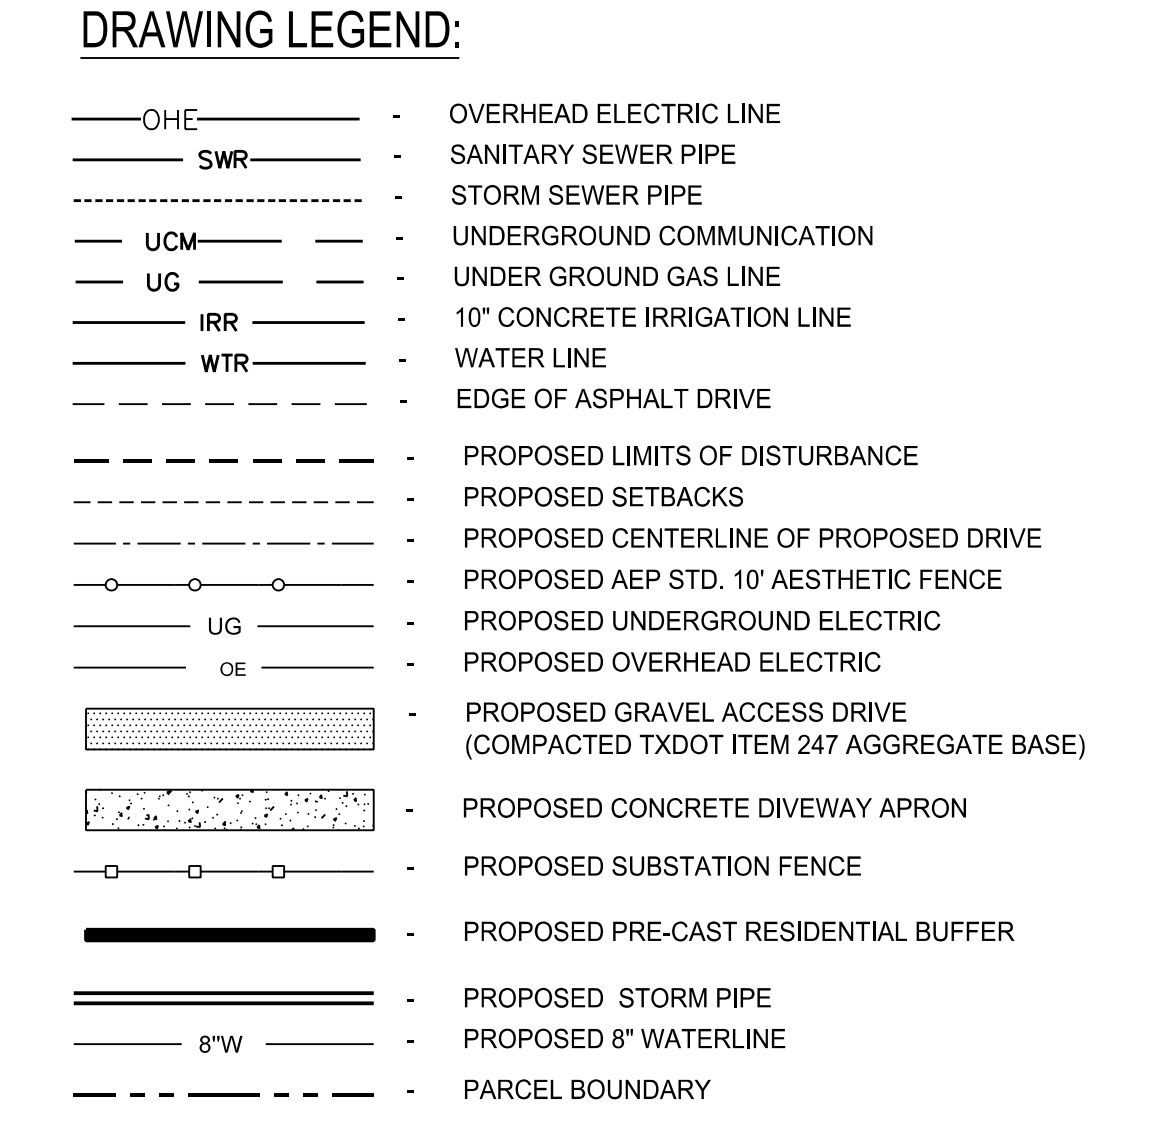 DRAWING LEGEND:
OHE - OVERHEAD ELECTRIC LINE
SWR - SANITARY SEWER PIPE
- STORM SEWER PIPE
UCM - UNDERGROUND COMMUNICATION
UG - UNDER GROUND GAS LINE
IRR - 10" CONCRETE IRRIGATION LINE
WTR - WATER LINE
- EDGE OF ASPHALT DRIVE
- PROPOSED LIMITS OF DISTURBANCE
- PROPOSED SETBACKS
- PROPOSED CENTERLINE OF PROPOSED DRIVE
- PROPOSED AEP STD. 10' AESTHETIC FENCE
UG - PROPOSED UNDERGROUND ELECTRIC
OE - PROPOSED OVERHEAD ELECTRIC
- PROPOSED GRAVEL ACCESS DRIVE
(COMPACTED TXDOT ITEM 247 AGGREGATE BASE)
- PROPOSED CONCRETE DIVEWAY APRON
- PROPOSED SUBSTATION FENCE
- PROPOSED PRE-CAST RESIDENTIAL BUFFER
- PROPOSED STORM PIPE
8"W - PROPOSED 8" WATERLINE
- PARCEL BOUNDARY